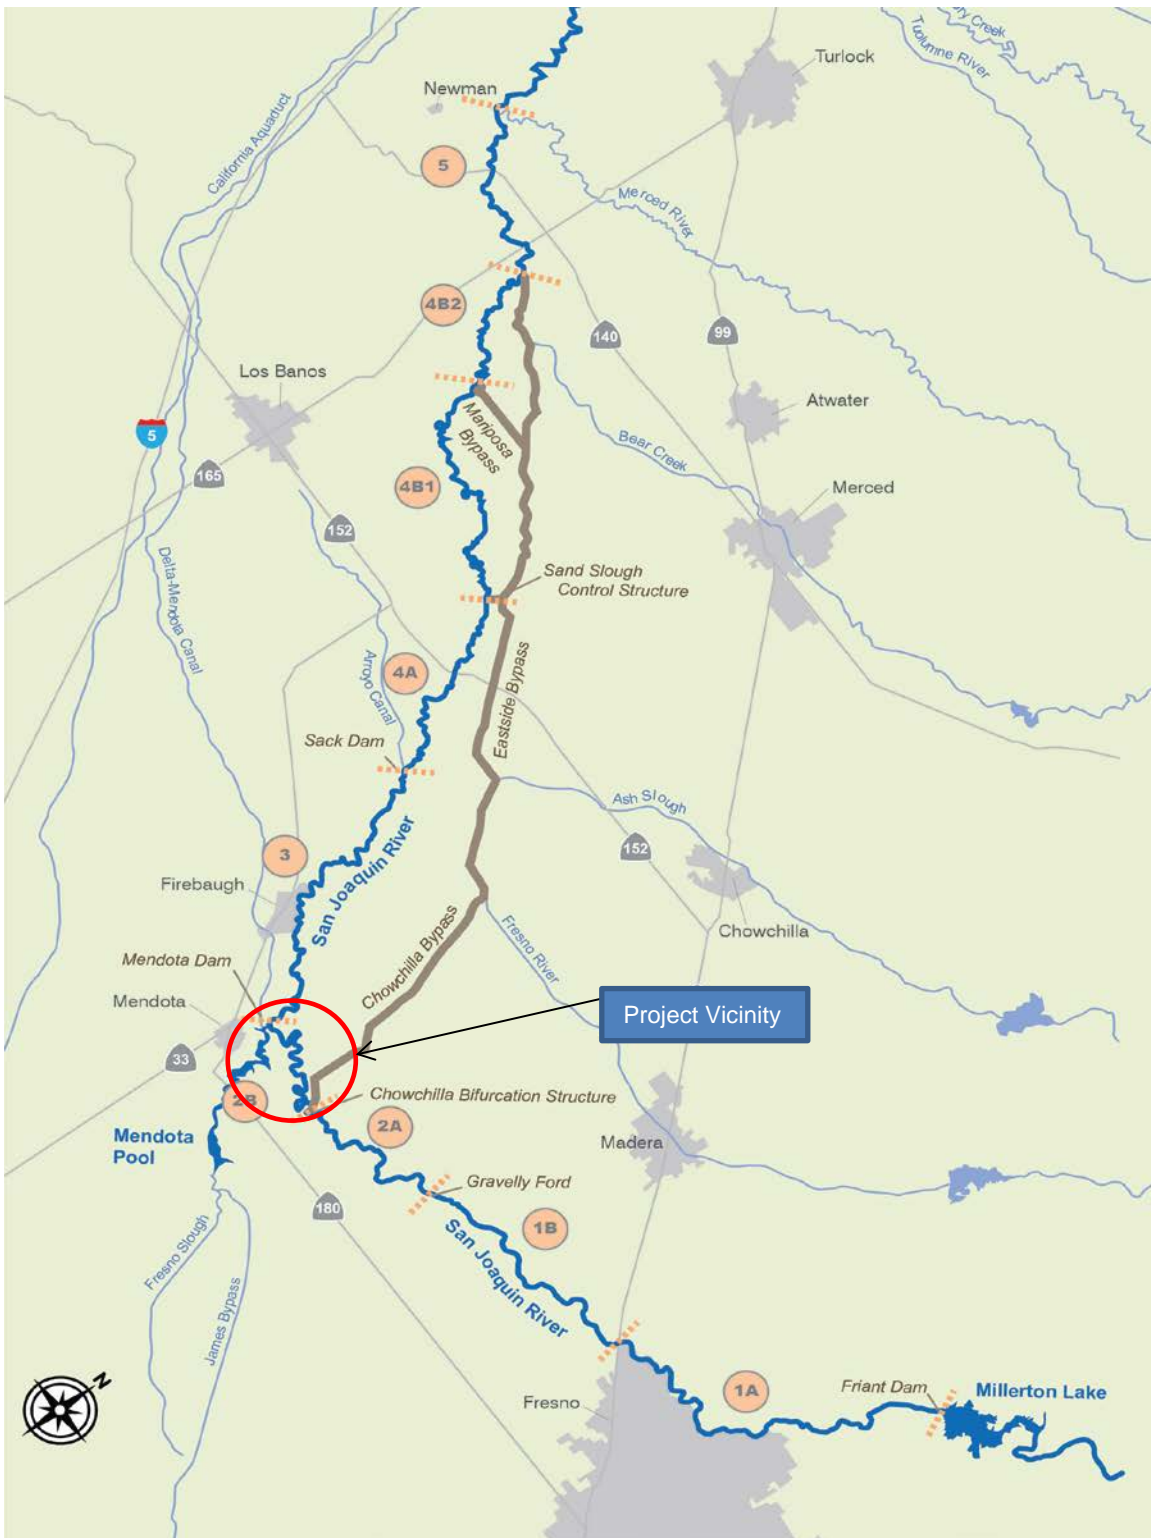 ry Creek
Tuolumne River
Turlock
Newman
California Aquaduct
5
Merced River
4B2
140
99
Los Banos
Atwater
5
Mariposa
Bypass
Bear Creek
165
4B1
Merced
152
Sand Slough
Control Structure
Delta-Mendota Canal
Arroyo Canal
4A
Eastside Bypass
Sack Dam
Ash Slough
152
3
Firebaugh
San Joaquin River
Chowchilla
Fresno River
Chowchilla Bypass
Mendota Dam
Mendota
Project Vicinity
33
2B
Chowchilla Bifurcation Structure
2A
Mendota
Pool
Madera
Gravelly Ford
180
1B
San Joaquin River
Fresno Slough
James Bypass
N
1A
Friant Dam
Millerton Lake
Fresno